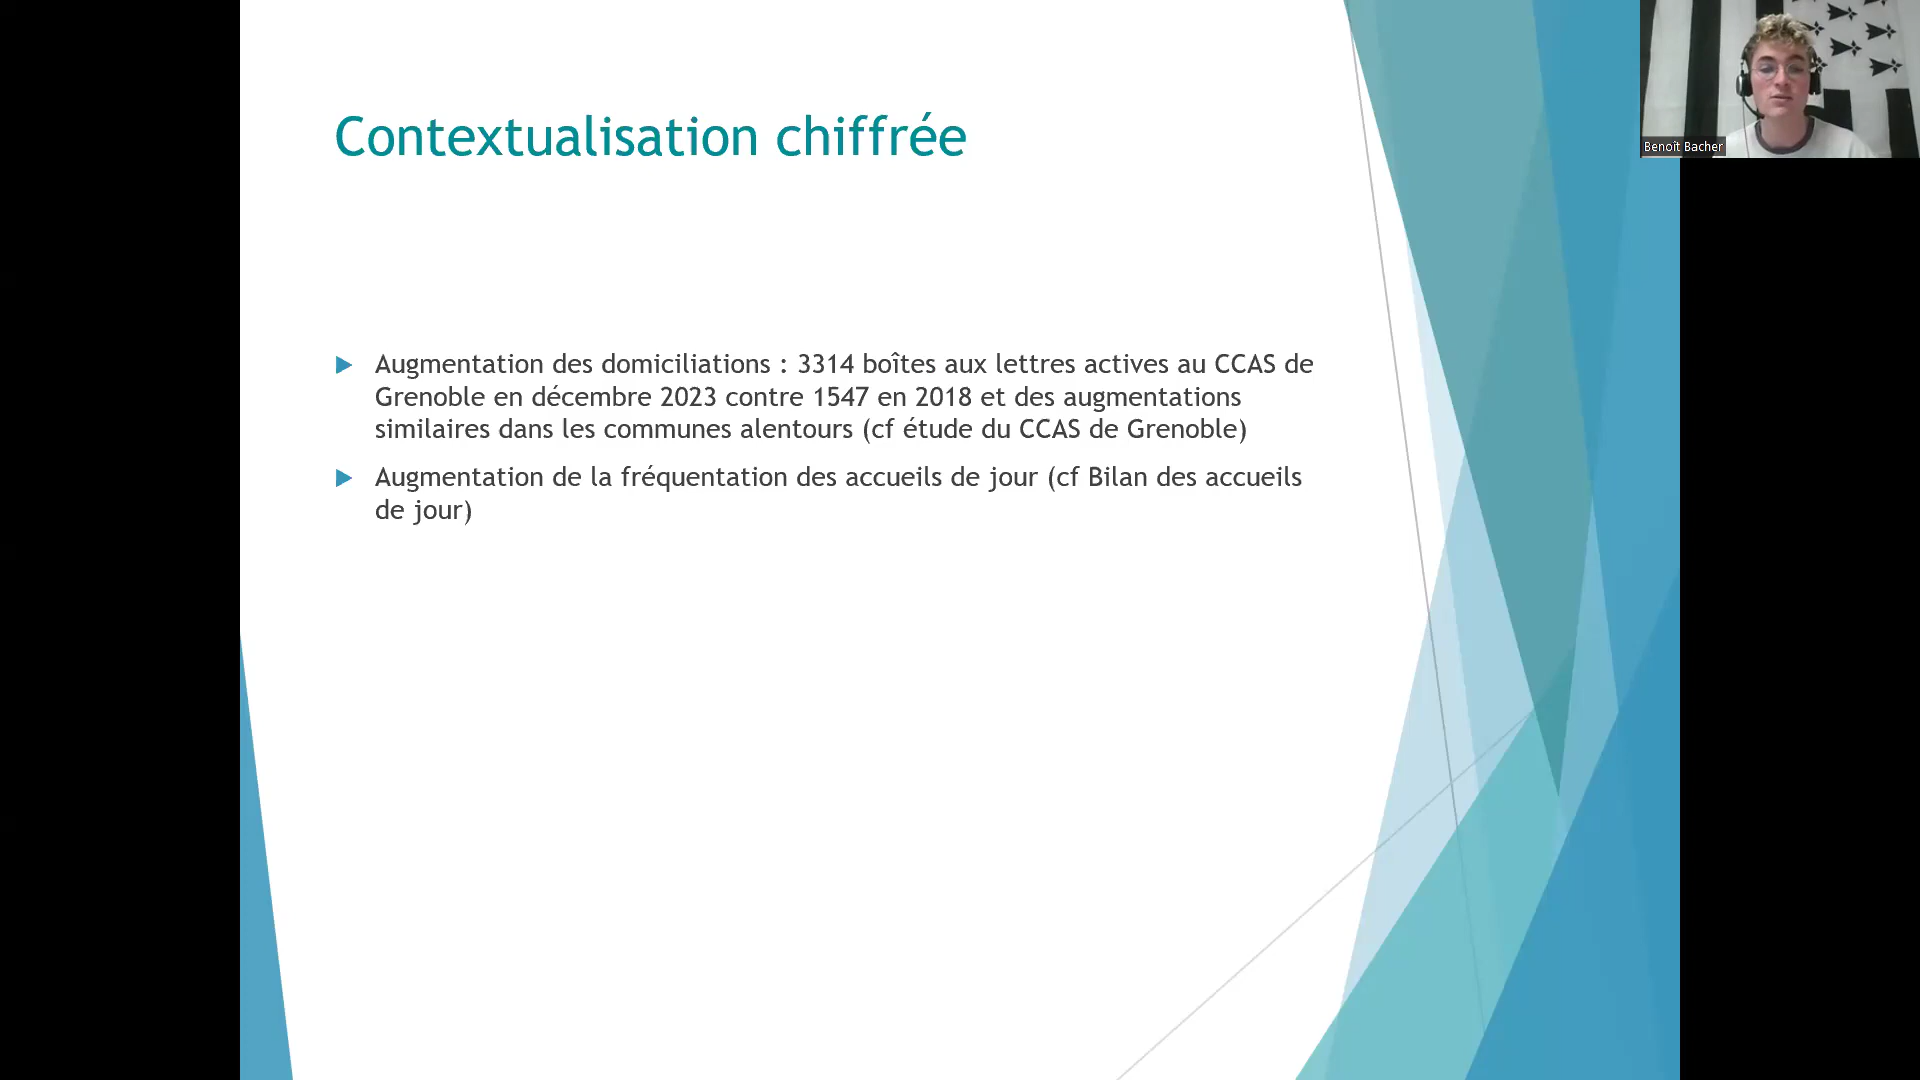 Contextualisation chiffrée
Benoit Bacher
Augmentation des domiciliations : 3314 boîtes aux lettres actives au CCAS de
Grenoble en décembre 2023 contre 1547 en 2018 et des augmentations
similaires dans les communes alentours (cf étude du CCAS de Grenoble)
Augmentation de la fréquentation des accueils de jour (cf Bilan des accueils
de jour)